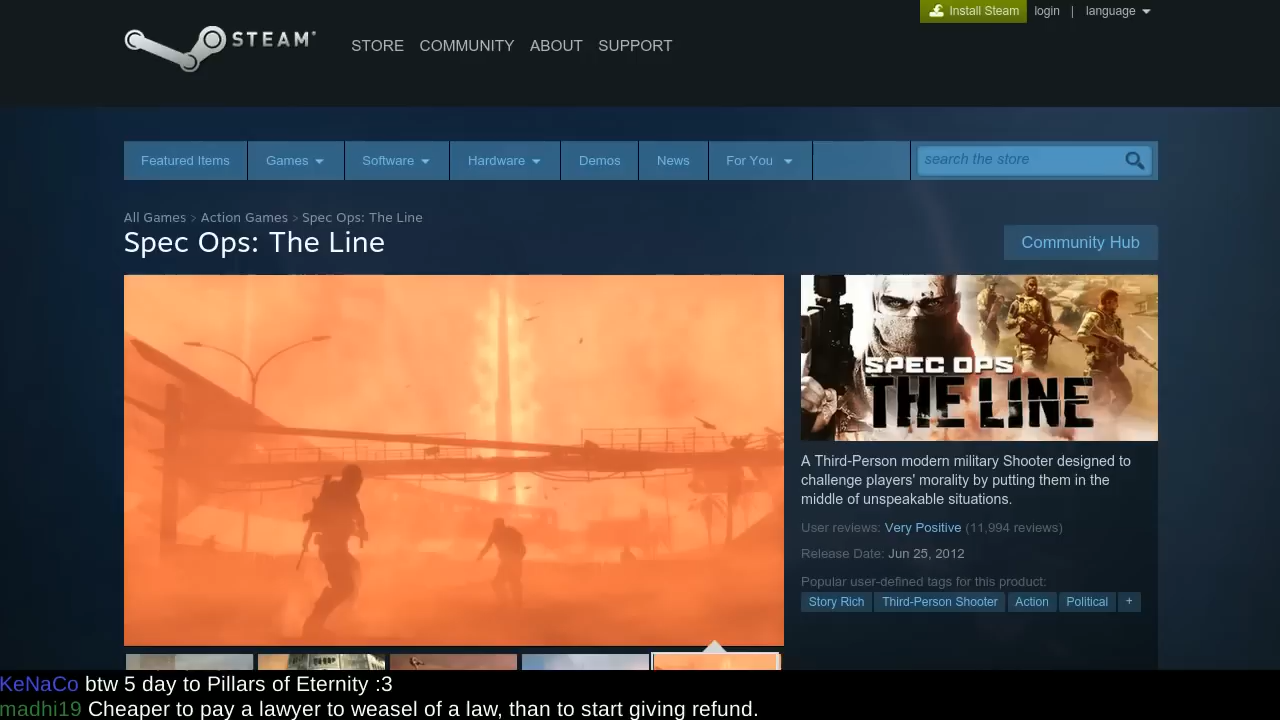 Install Steam login | language
STEAM
STORE COMMUNITY ABOUT SUPPORT
Featured Items Games Software Hardware Demos News For You search the store
All Games > Action Games > Spec Ops: The Line
Spec Ops: The Line
Community Hub
SPEC OPS
THE LINE
A Third-Person modern military Shooter designed to
challenge players' morality by putting them in the
middle of unspeakable situations.
User reviews: Very Positive (11,994 reviews)
Release Date: Jun 25, 2012
Popular user-defined tags for this product:
Story Rich Third-Person Shooter Action Political +
KeNaCo btw 5 day to Pillars of Eternity :3
madhi19 Cheaper to pay a lawyer to weasel of a law, than to start giving refund.